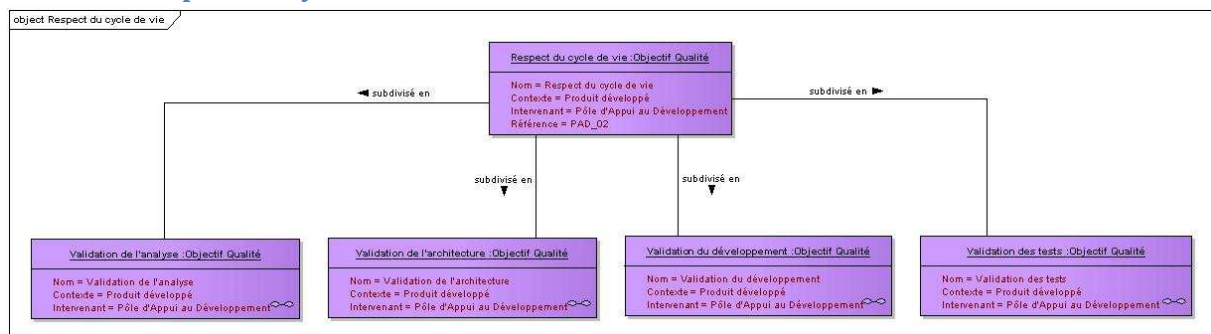 object Respect du cycle de vie
Respect du cycle de vie :Objectif Qualité
Nom = Respect du cycle de vie
Contexte = Produit développé
Intervenant = Pôle d'Appui au Développement
Référence = PAD_02
subdivisé en
subdivisé en
subdivisé en
subdivisé en
Validation de l'analyse :Objectif Qualité
Nom = Validation de l'analyse
Contexte = Produit développé
Intervenant = Pôle d'Appui au Développement
Validation de l'architecture :Objectif Qualité
Nom = Validation de l'architecture
Contexte = Produit développé
Intervenant = Pôle d'Appui au Développement
Validation du développement :Objectif Qualité
Nom = Validation du développement
Contexte = Produit développé
Intervenant = Pôle d'Appui au Développement
Validation des tests :Objectif Qualité
Nom = Validation des tests
Contexte = Produit développé
Intervenant = Pôle d'Appui au Développement